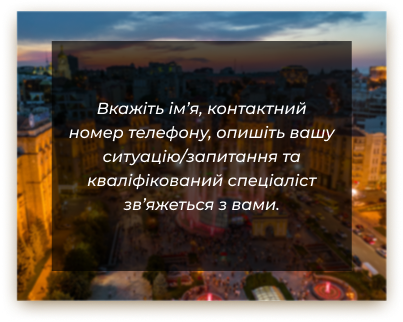 Вкажіть ім’я, контактний
номер телефону, опишіть вашу
ситуацію/запитання та
кваліфікований спеціаліст
зв’яжеться з вами.